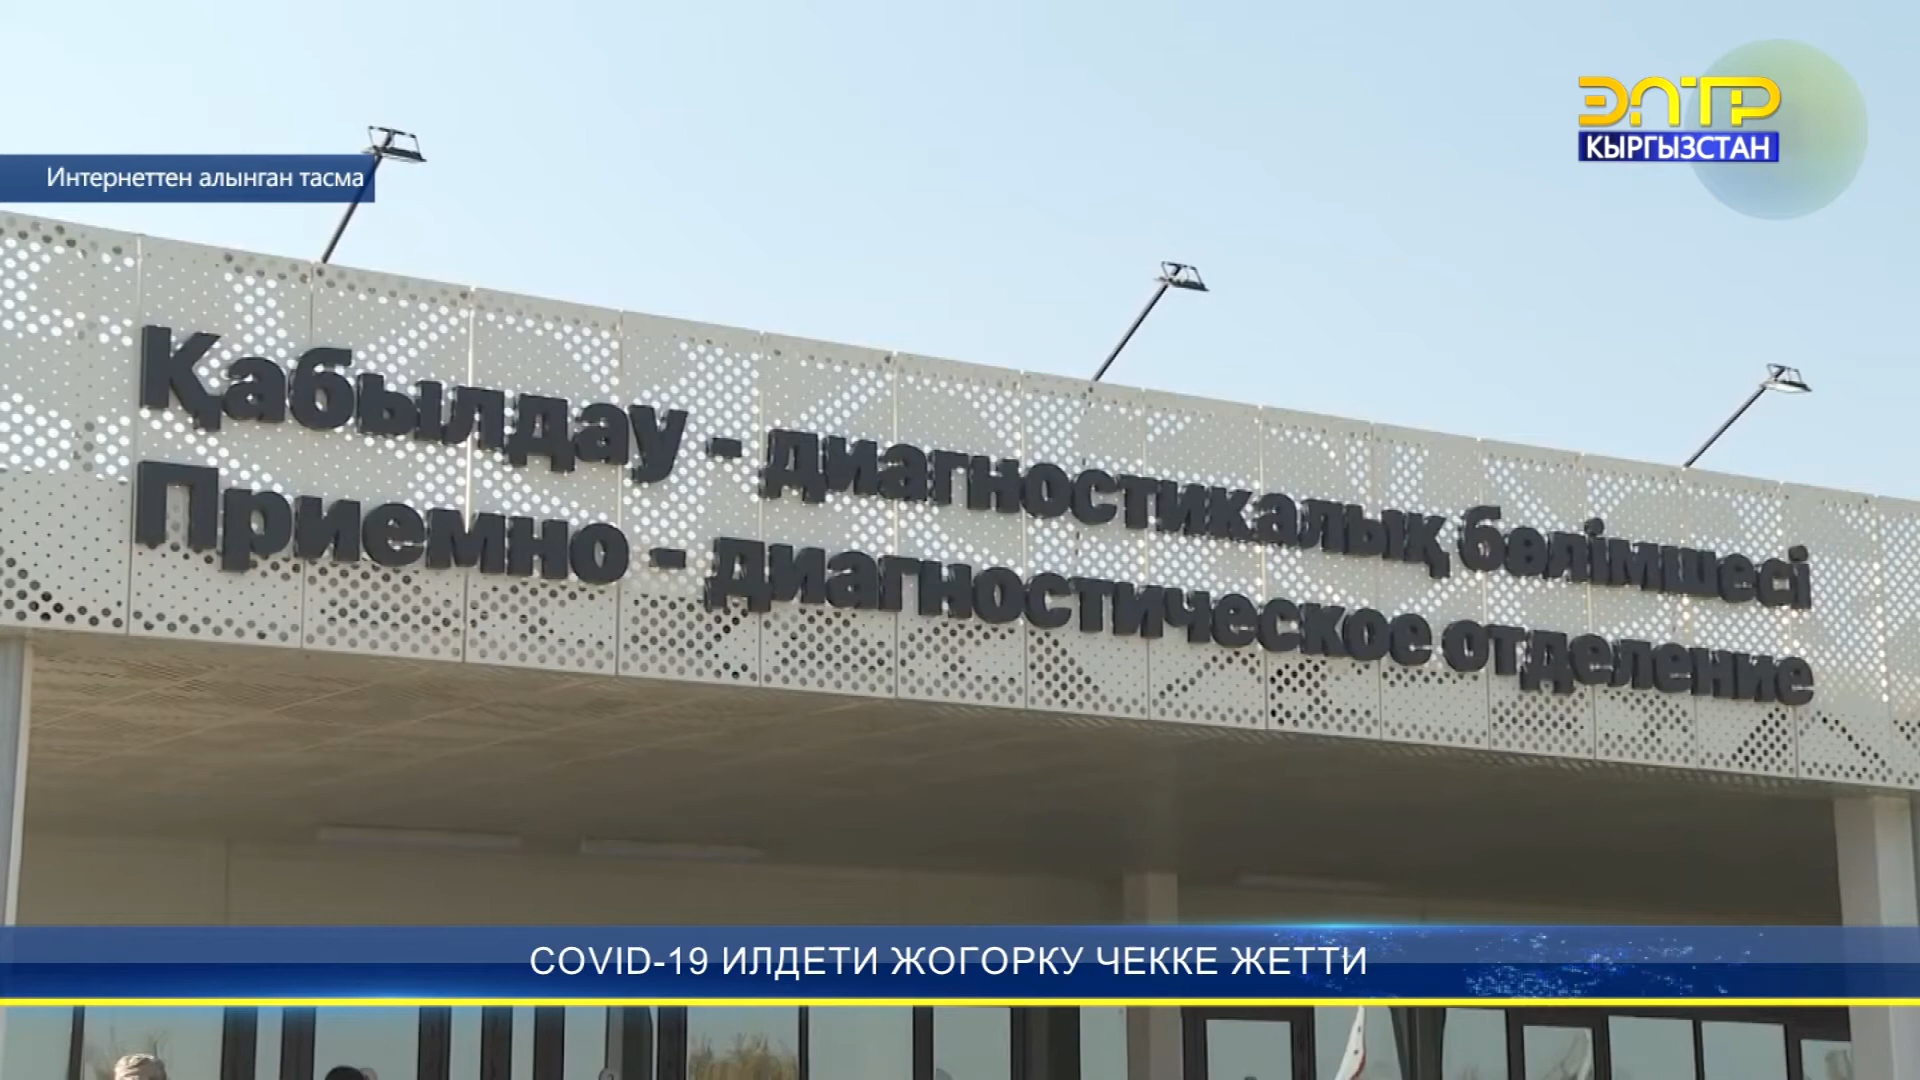 ЭЛТР
КЫРГЫЗСТАН
Интернеттен алынган тасма
Қабылдау - диагностикалық бөлімшесі
Приемно - диагностическое отделение
COVID-19 ИЛДЕТИ ЖОГОРКУ ЧЕККЕ ЖЕТТИ